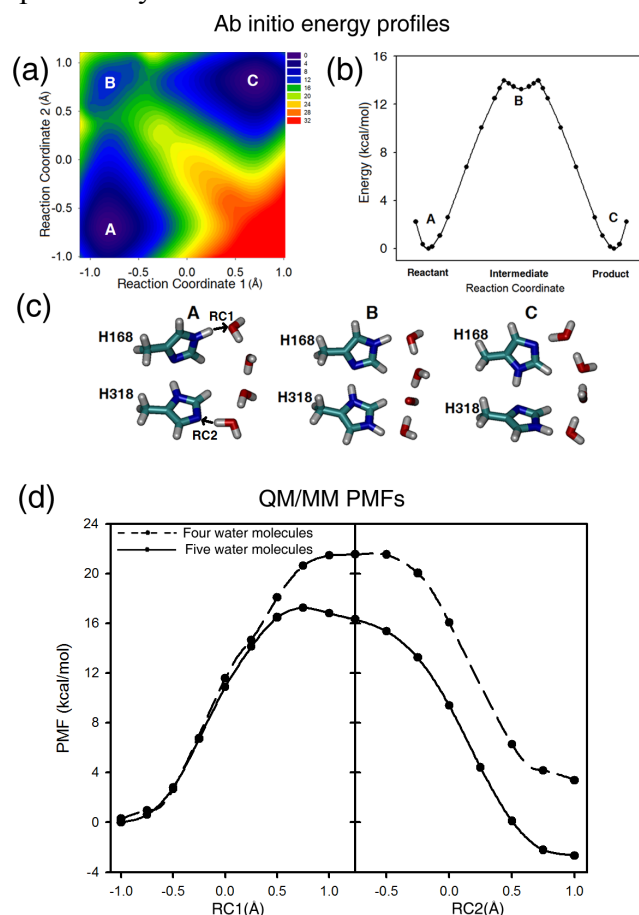 Ab initio energy profiles
(a)
B
C
A
0
4
8
12
16
20
24
28
32
1.0
0.5
0.0
-0.5
-1.0
Reaction Coordinate 2 (Å)
-1.0 -0.5 0.0 0.5 1.0
Reaction Coordinate 1 (Å)
(b)
16
12
8
4
0
Energy (kcal/mol)
A
B
C
Reactant Intermediate Product
Reaction Coordinate
(c)
A
RC1
H168
H318
RC2
B
H168
H318
C
H168
H318
(d)
QM/MM PMFs
Four water molecules
Five water molecules
24
20
16
12
8
4
0
-4
PMF (kcal/mol)
-1.0 -0.5 0.0 0.5 1.0 -0.5 0.0 0.5 1.0
RC1(Å) RC2(Å)